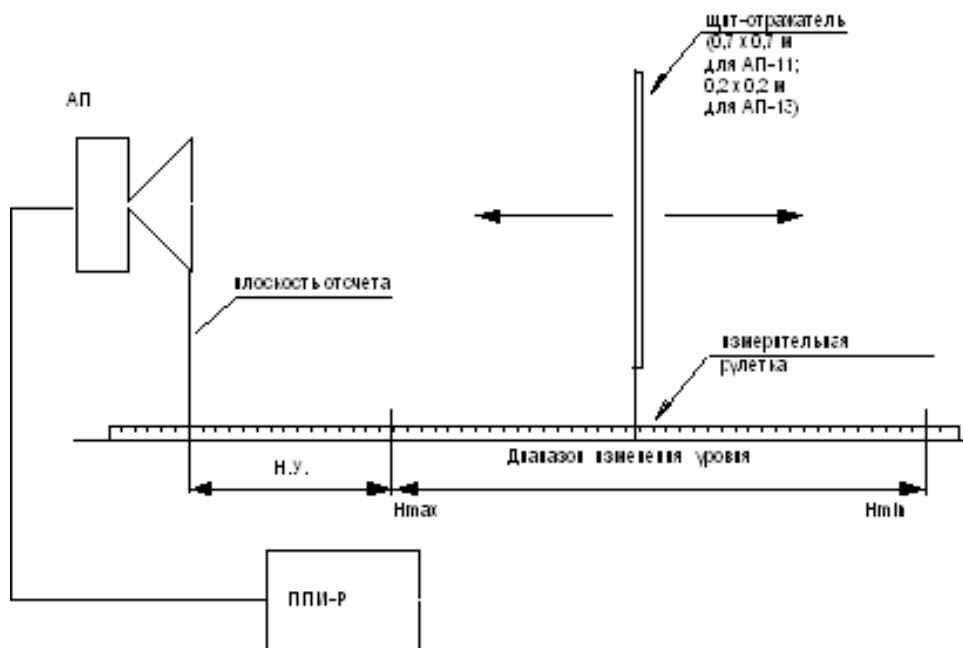 щит-отражатель
(0,7 x 0,7 м
для АП-11;
0,2 x 0,2 м
для АП-13)
АП
плоскость отсчета
измерительная
рулетка
Диапазон изменения уровня
Н.У.
Hmax
Hmin
ППИ-Р